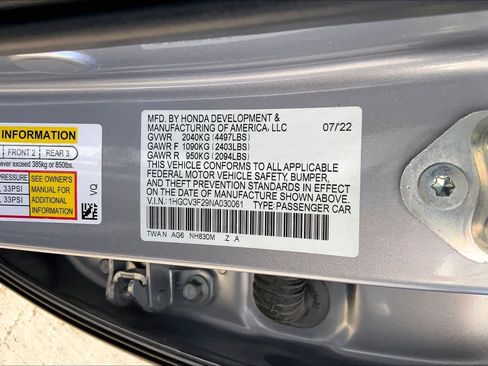 INFORMATION
FRONT 2 REAR 3
never exceed 385kg or 850lbs.
PRESSURE
33PSI
33PSI
SEE OWNER'S
MANUAL FOR
ADDITIONAL
INFORMATION
VQ
MFD. BY HONDA DEVELOPMENT &
MANUFACTURING OF AMERICA, LLC 07/'22
GVWR 2040KG (4497LBS)
GAWR F 1090KG (2403LBS)
GAWR R 950KG (2094LBS)
THIS VEHICLE CONFORMS TO ALL APPLICABLE
FEDERAL MOTOR VEHICLE SAFETY, BUMPER,
AND THEFT PREVENTION STANDARDS IN EFFECT
ON THE DATE OF MANUFACTURE SHOWN ABOVE.
V.I.N.: 1HGCV3F29NA030061 TYPE:PASSENGER CAR
TWA N AG6 NH830M .Z .A